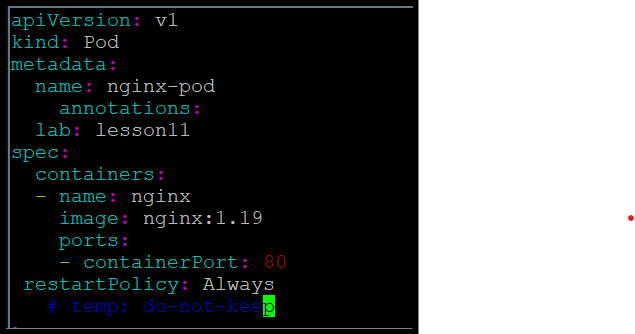 apiVersion: v1
kind: Pod
metadata:
  name: nginx-pod
    annotations:
  lab: lesson11
spec:
  containers:
  - name: nginx
    image: nginx:1.19
    ports:
    - containerPort: 80
 restartPolicy: Always
   # temp: do-not-keep